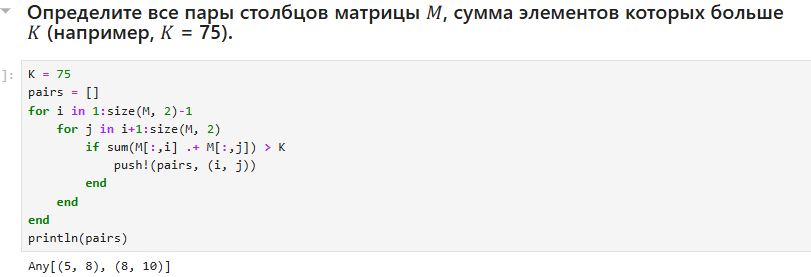 Определите все пары столбцов матрицы M, сумма элементов которых больше
K (например, K = 75).
]:
K = 75
pairs = []
for i in 1:size(M, 2)-1
    for j in i+1:size(M, 2)
        if sum(M[:,i] .+ M[:,j]) > K
            push!(pairs, (i, j))
        end
    end
end
println(pairs)
Any[(5, 8), (8, 10)]